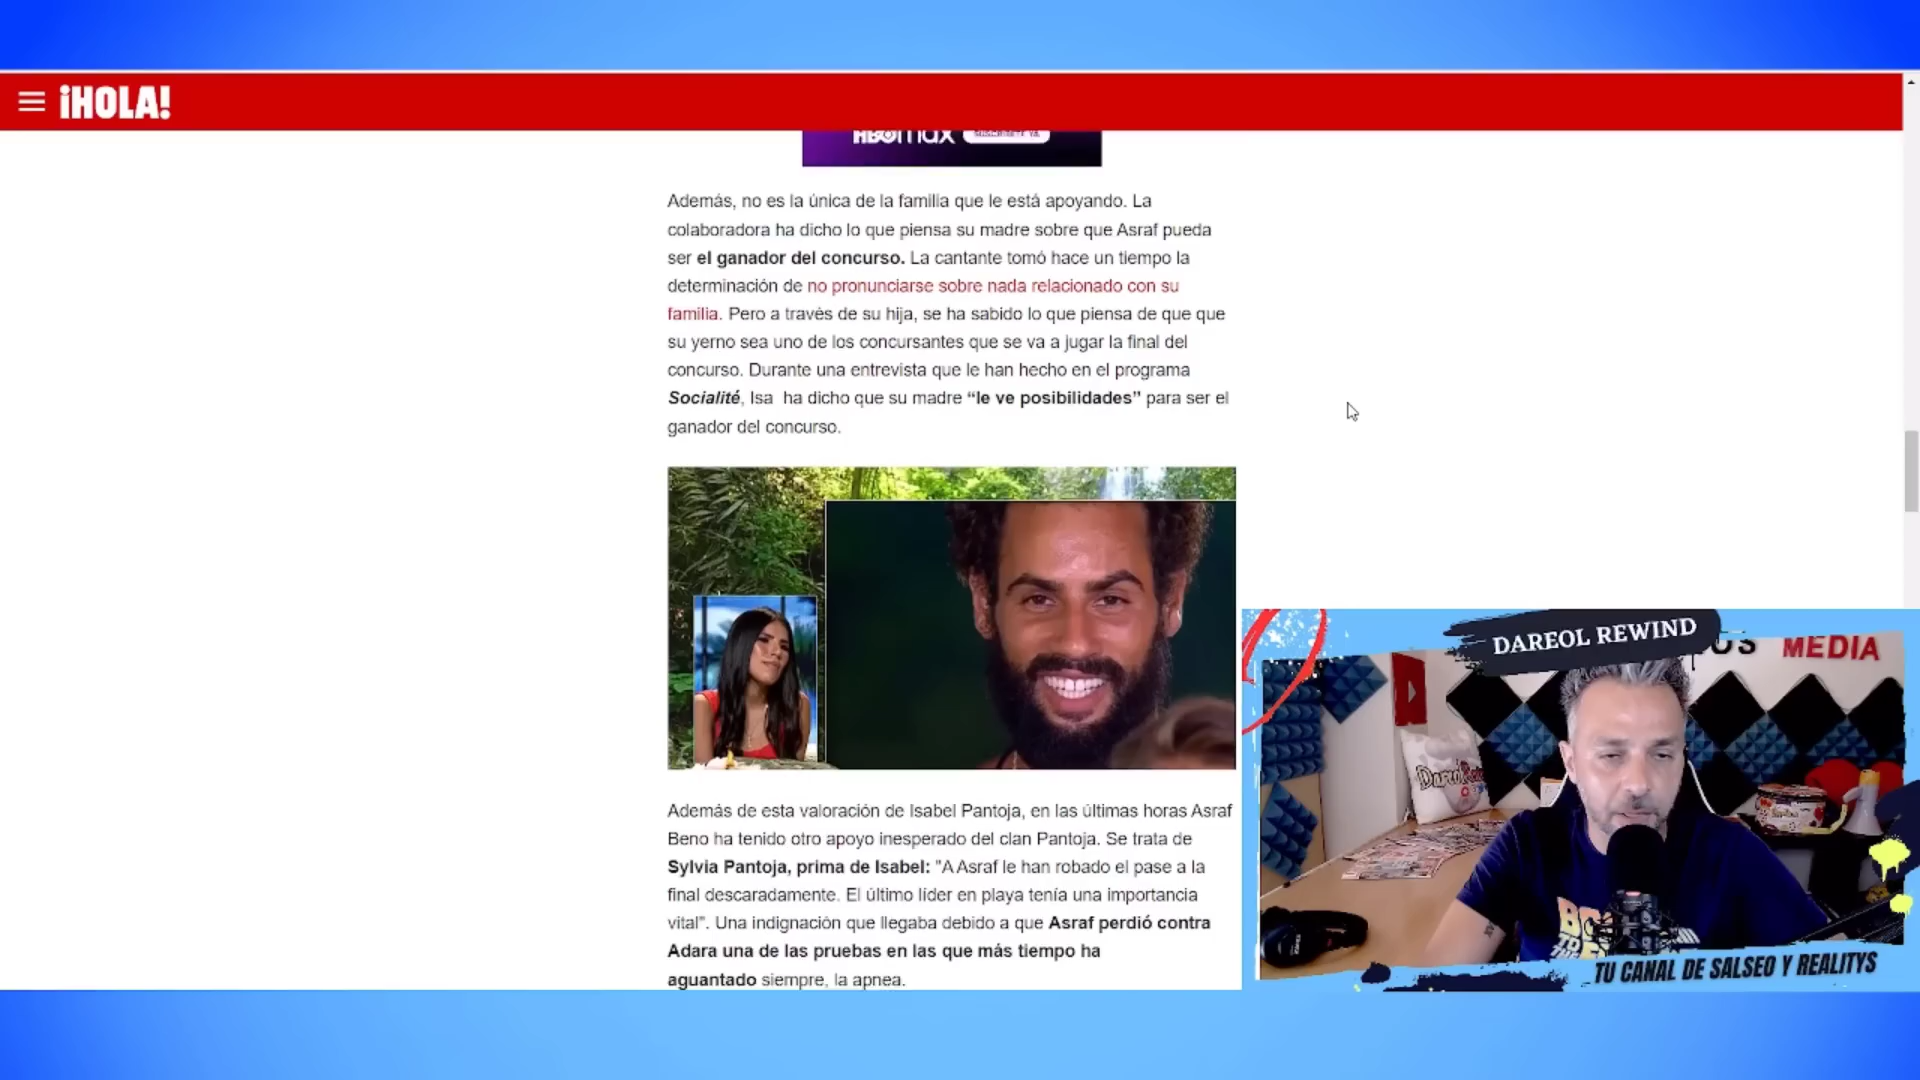 ¡HOLA!
HBOmax SUSCRÍBETE YA
Además, no es la única de la familia que le está apoyando. La
colaboradora ha dicho lo que piensa su madre sobre que Asraf pueda
ser el ganador del concurso. La cantante tomó hace un tiempo la
determinación de no pronunciarse sobre nada relacionado con su
familia. Pero a través de su hija, se ha sabido lo que piensa de que que
su yerno sea uno de los concursantes que se va a jugar la final del
concurso. Durante una entrevista que le han hecho en el programa
Socialité, Isa ha dicho que su madre “le ve posibilidades” para ser el
ganador del concurso.
Además de esta valoración de Isabel Pantoja, en las últimas horas Asraf
Beno ha tenido otro apoyo inesperado del clan Pantoja. Se trata de
Sylvia Pantoja, prima de Isabel: "A Asraf le han robado el pase a la
final descaradamente. El último líder en playa tenía una importancia
vital". Una indignación que llegaba debido a que Asraf perdió contra
Adara una de las pruebas en las que más tiempo ha
aguantado siempre, la apnea.
DAREOL REWIND
MEDIA
TU CANAL DE SALSEO Y REALITYS